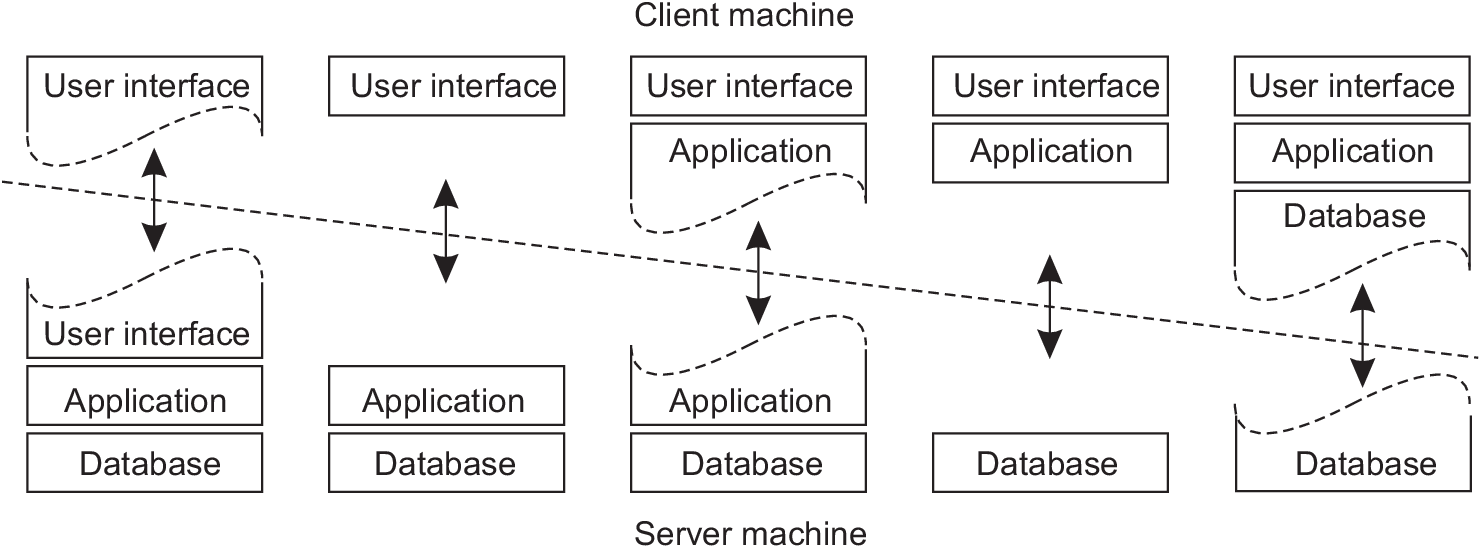 Client machine
User interface
User interface
User interface
User interface
User interface
Application
Application
Application
Database
User interface
Application
Application
Application
Database
Database
Database
Database
Database
Server machine